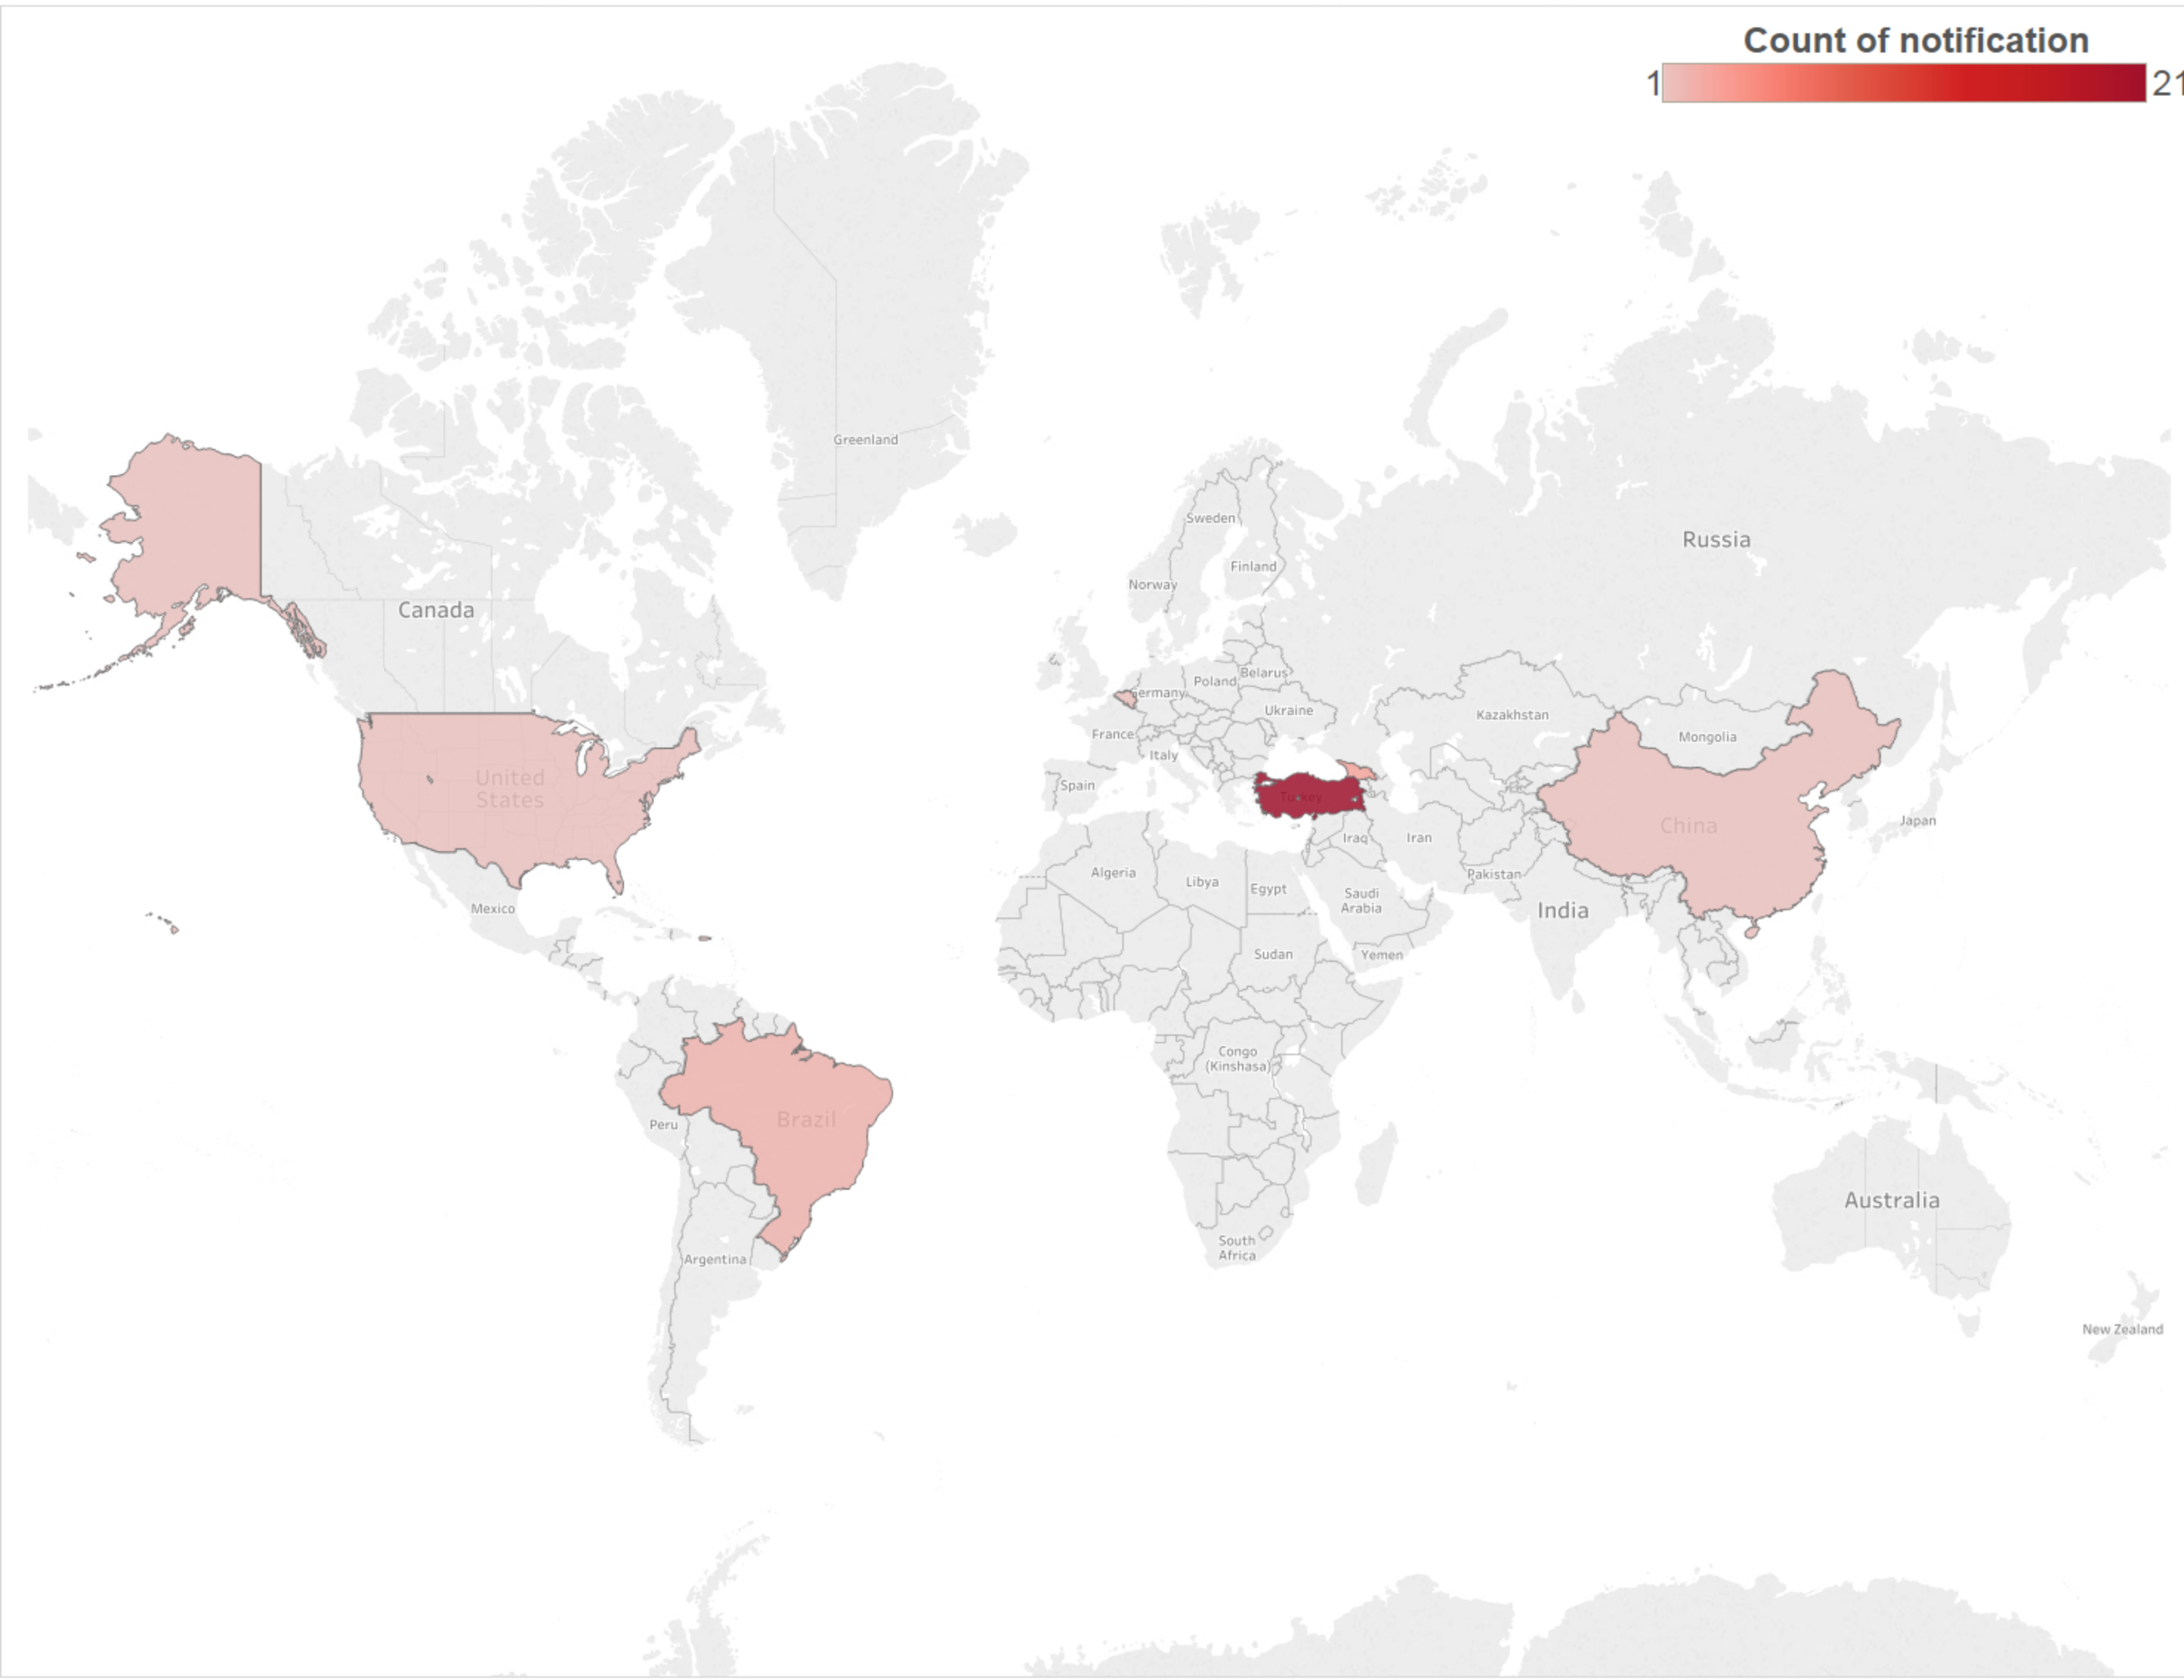 Count of notification
1
21
Greenland
Sweden
Russia
Finland
Norway
Canada
Belarus
Poland
ermany
Ukraine
Kazakhstan
France
Mongolia
Italy
United
States
Spain
Turkey
Japan
China
Iraq
Iran
Algeria
Libya
Egypt
Pakistan
Saudi
Arabia
India
Mexico
Sudan
Yemen
Congo
(Kinshasa)
Brazil
Peru
Australia
South
Africa
Argentina
New Zealand